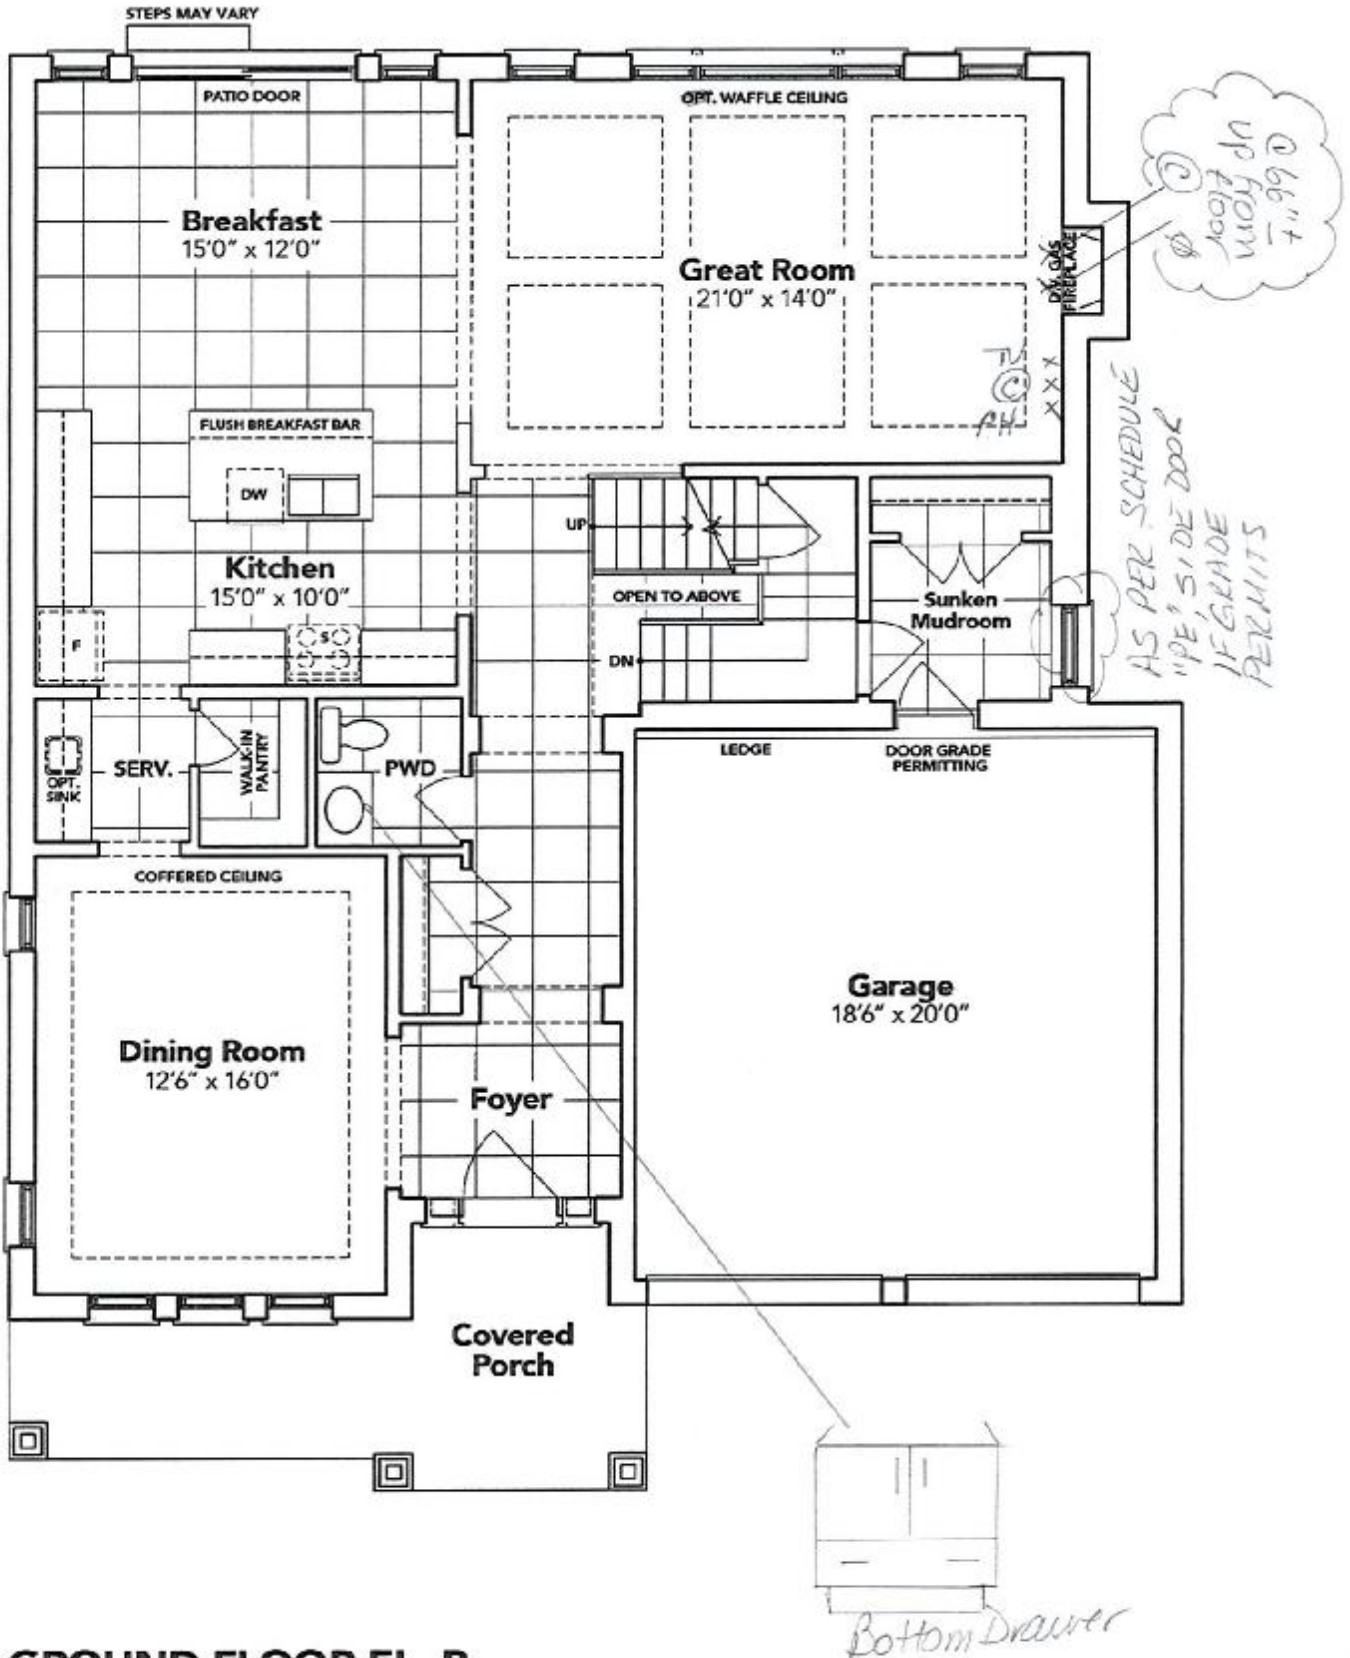 STEPS MAY VARY
PATIO DOOR
OPT. WAFFLE CEILING
@ 66"±
up from
floor
Breakfast
15'0" x 12'0"
Great Room
21'0" x 14'0"
D.V. GAS
FIREPLACE
XXX
FLUSH BREAKFAST BAR
DW
UP
Kitchen
15'0" x 10'0"
OPEN TO ABOVE
Sunken
Mudroom
AS PER SCHEDULE
"PE", SIDE DOOR
IF GRADE
PERMITS
F
S
DN
LEDGE
DOOR GRADE
PERMITTING
OPT.
SINK
SERV.
WALK-IN
PANTRY
PWD
COFFERED CEILING
Garage
18'6" x 20'0"
Dining Room
12'6" x 16'0"
Foyer
Covered
Porch
Bottom Drawer
GROUND FLOOR EL. B